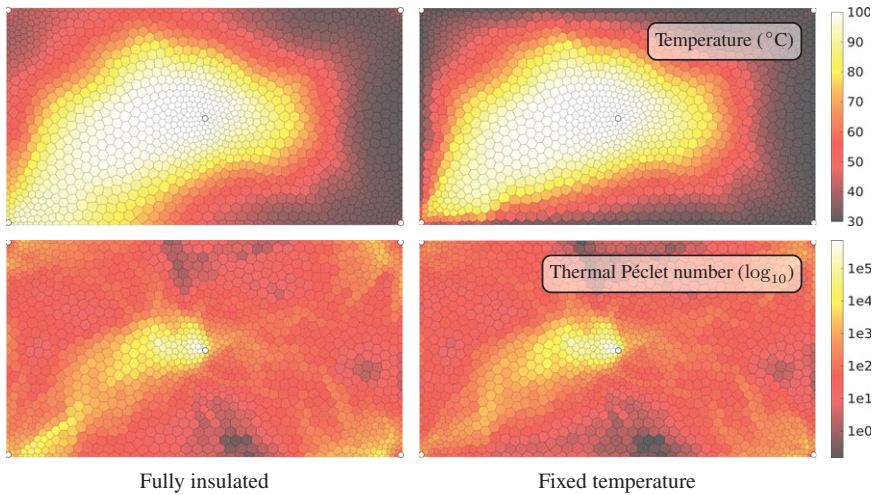 Temperature (°C)
100
90
80
70
60
50
40
30
Thermal Péclet number (log₁₀)
1e5
1e4
1e3
1e2
1e1
1e0
Fully insulated
Fixed temperature